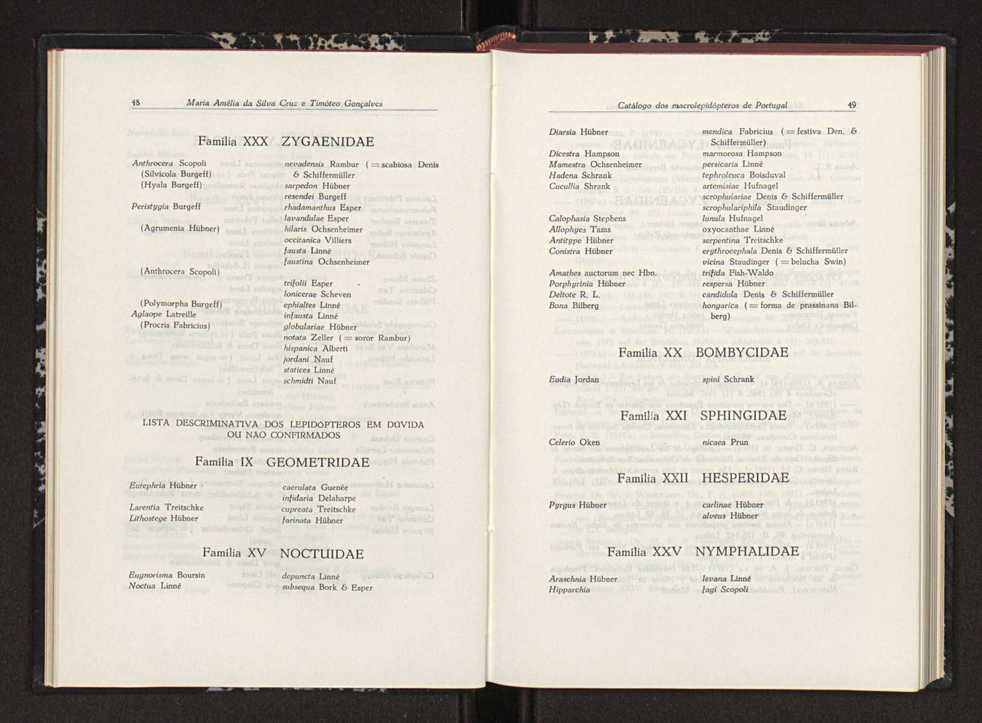 48 Maria Amélia da Silva Cruz e Timóteo Gonçalves
Família XXX ZYGAENIDAE
Anthrocera Scopoli nevadensis Rambur (= scabiosa Denis
(Silvicola Burgeff) & Schiffermüller
(Hyala Burgeff) sarpedon Hübner
resendei Burgeff
Peristygia Burgeff rhadamanthus Esper
lavandulae Esper
(Agrumenia Hübner) hilaris Ochsenheimer
occitanica Villiers
fausta Linné
faustina Ochsenheimer
(Anthrocera Scopoli)
trifolii Esper
lonicerae Scheven
(Polymorpha Burgeff) ephialtes Linné
Aglaope Latreille infausta Linné
(Procris Fabricius) globulariae Hübner
notata Zeller (= soror Rambur)
hispanica Alberti
jordani Nauf
statices Linné
schmidti Nauf
LISTA DESCRIMINATIVA DOS LEPIDÓPTEROS EM DÚVIDA
OU NÃO CONFIRMADOS
Família IX GEOMETRIDAE
Euephria Hübner caerulata Guenée
infidaria Delaharpe
Larentia Treitschke cupreata Treitschke
Lithostege Hübner farinata Hübner
Família XV NOCTUIDAE
Eugnorisma Boursin depuncta Linné
Noctua Linné subsequa Bork & Esper
Catálogo dos macrolepidópteros de Portugal 49
Diarsia Hübner mendica Fabricius (= festiva Den. &
Schiffermüller)
Dicestra Hampson marmorosa Hampson
Mamestra Ochsenheimer persicaria Linné
Hadena Schrank tephroleuca Boisduval
Cucullia Shrank artemisiae Hufnagel
scrophulariae Denis & Schiffermüller
scrophulariphila Staudinger
Calophasia Stephens lunula Hufnagel
Allophyes Tams oxyocanthae Linné
Antitype Hübner serpentina Treitschke
Conistra Hübner erythrocephala Denis & Schiffermüller
vicina Staudinger (= belucha Swin)
Amathes auctorum nec Hbn. trifida Fish-Waldo
Porphyrinia Hübner respersa Hübner
Deltote R. L. candidula Denis & Schiffermüller
Bona Bilberg hongarica (= forma de prassinana Bil-
berg)
Família XX BOMBYCIDAE
Eudia Jordan spini Schrank
Família XXI SPHINGIDAE
Celerio Oken nicaea Prun
Família XXII HESPERIDAE
Pyrgus Hübner carlinae Hübner
alveus Hübner
Família XXV NYMPHALIDAE
Araschnia Hübner levana Linné
Hipparchia fagi Scopoli